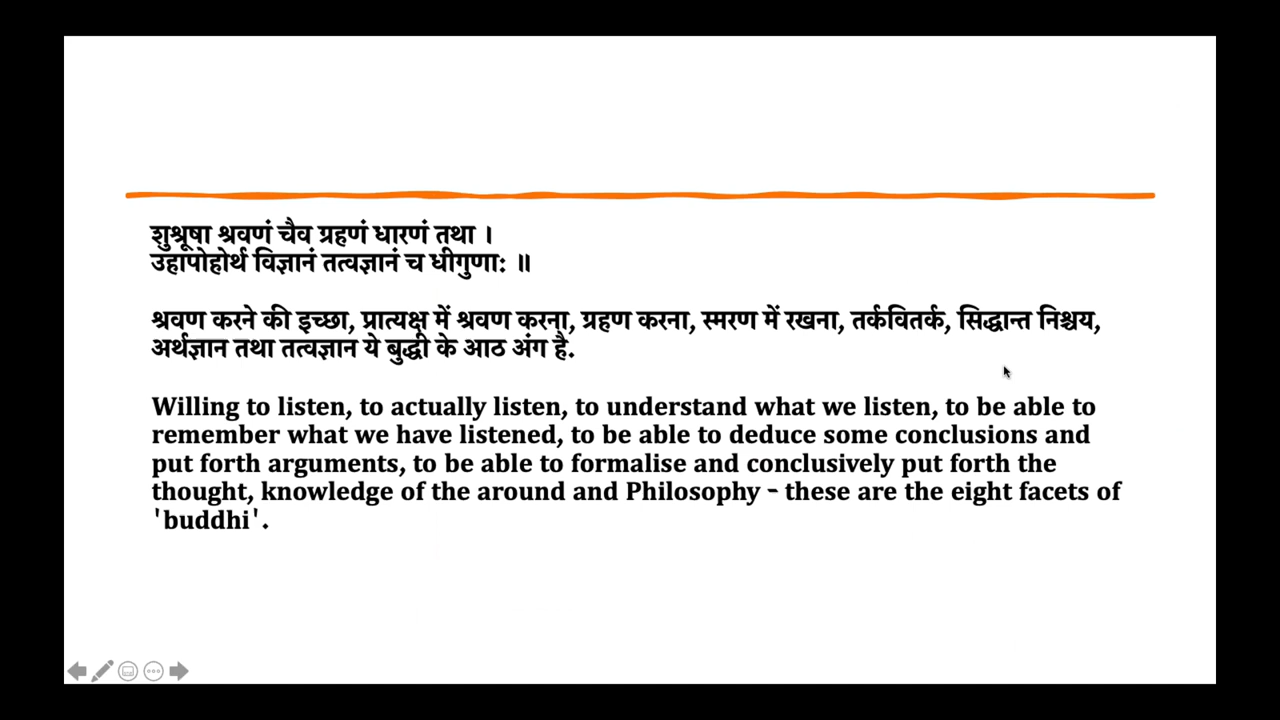 शुश्रूषा श्रवणं चैव ग्रहणं धारणं तथा ।
उहापोहोर्थ विज्ञानं तत्वज्ञानं च धीगुणाः ॥
श्रवण करने की इच्छा, प्रात्यक्ष में श्रवण करना, ग्रहण करना, स्मरण में रखना, तर्कवितर्क, सिद्धान्त निश्चय,
अर्थज्ञान तथा तत्वज्ञान ये बुद्धी के आठ अंग है.
Willing to listen, to actually listen, to understand what we listen, to be able to
remember what we have listened, to be able to deduce some conclusions and
put forth arguments, to be able to formalise and conclusively put forth the
thought, knowledge of the around and Philosophy - these are the eight facets of
'buddhi'.